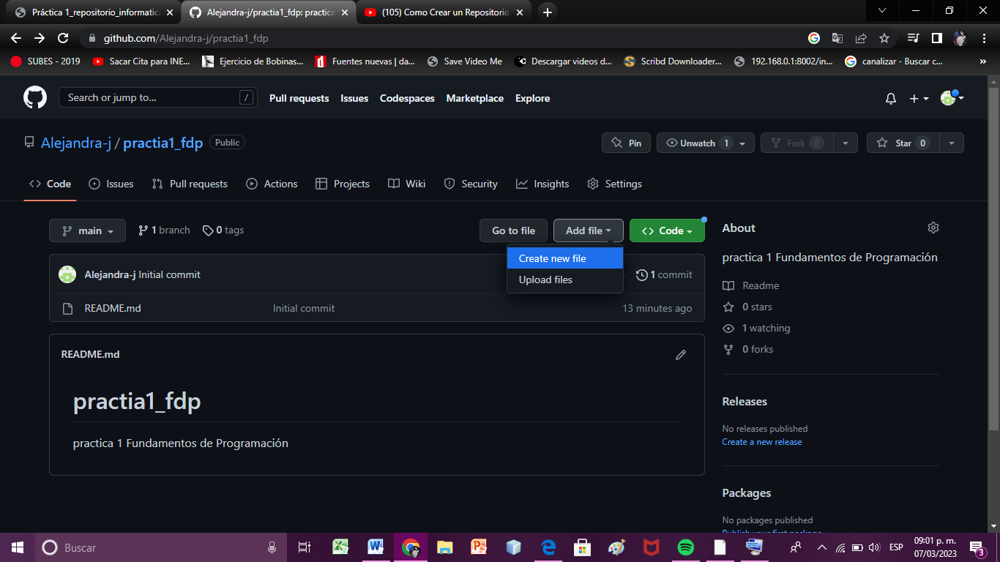 Práctica 1_repositorio_informatica
Alejandra-j/practia1_fdp: practica
(105) Como Crear un Repositorio
github.com/Alejandra-j/practia1_fdp
SUBES - 2019
Sacar Cita para INE...
Ejercicio de Bobinas...
Fuentes nuevas | da...
Save Video Me
Descargar videos d...
Scribd Downloader...
192.168.0.1:8002/in...
canalizar - Buscar c...
»
Search or jump to...
/
Pull requests
Issues
Codespaces
Marketplace
Explore
Alejandra-j / practia1_fdp
Public
Pin
Unwatch 1
Fork 0
Star 0
Code
Issues
Pull requests
Actions
Projects
Wiki
Security
Insights
Settings
main
1 branch
0 tags
Go to file
Add file
Code
Create new file
Upload files
Alejandra-j Initial commit
1 commit
README.md
Initial commit
13 minutes ago
README.md
practia1_fdp
practica 1 Fundamentos de Programación
About
practica 1 Fundamentos de Programación
Readme
0 stars
1 watching
0 forks
Releases
No releases published
Create a new release
Packages
No packages published
Publish your first package
Buscar
ESP
09:01 p. m.
07/03/2023
3